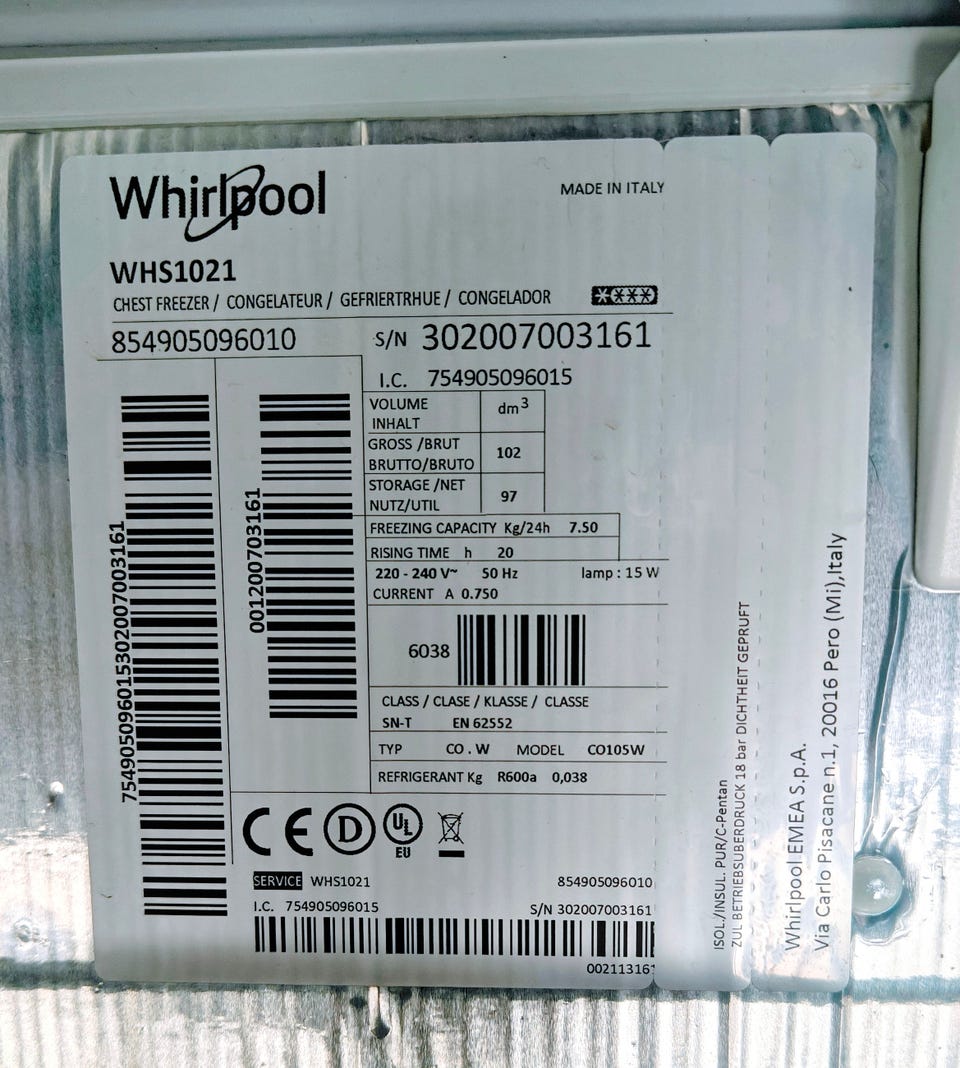 Whirlpool
MADE IN ITALY
WHS1021
CHEST FREEZER / CONGELATEUR / GEFRIERTRHUE / CONGELADOR
854905096010 S/N 302007003161
I.C. 754905096015
VOLUME INHALT dm³
GROSS /BRUT BRUTTO/BRUTO 102
STORAGE /NET NUTZ/UTIL 97
FREEZING CAPACITY Kg/24h 7.50
RISING TIME h 20
220 - 240 V~ 50 Hz lamp : 15 W
CURRENT A 0.750
6038
CLASS / CLASE / KLASSE / CLASSE
SN-T EN 62552
TYP CO . W MODEL CO105W
REFRIGERANT Kg R600a 0,038
754905096015302007003161
001200703161
CE D UL EU
SERVICE WHS1021 854905096010
I.C. 754905096015 S/N 302007003161
00211316
ISOL./INSUL. PUR/C-Pentan
ZUL BETRIEBSUBERDRUCK 18 bar DICHTHEIT GEPRUFT
Whirlpool EMEA S.p.A.
Via Carlo Pisacane n.1, 20016 Pero (Mi),Italy